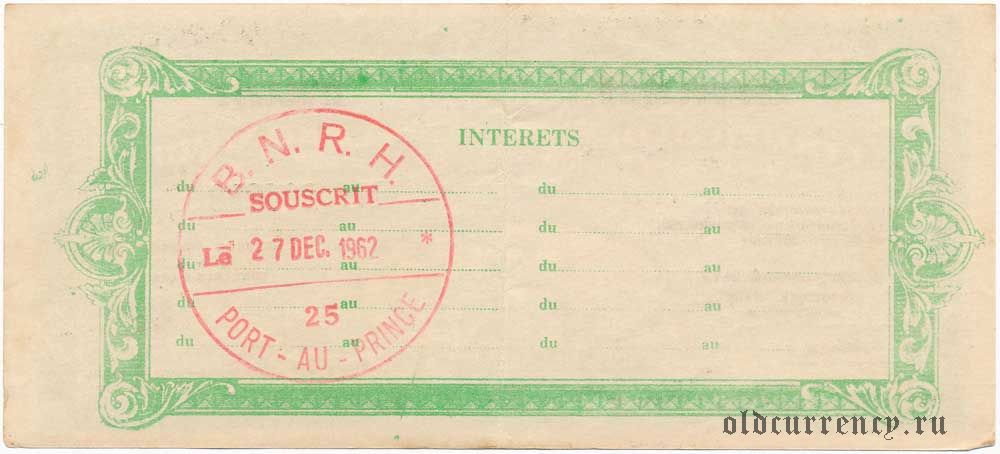 INTERETS
B. N. R. H.
du au du au
SOUSCRIT
du au du au
Le 27 DEC. 1962 *
du au du au
25
du au du au
PORT - AU - PRINCE
du au du au
oldcurrency.ru